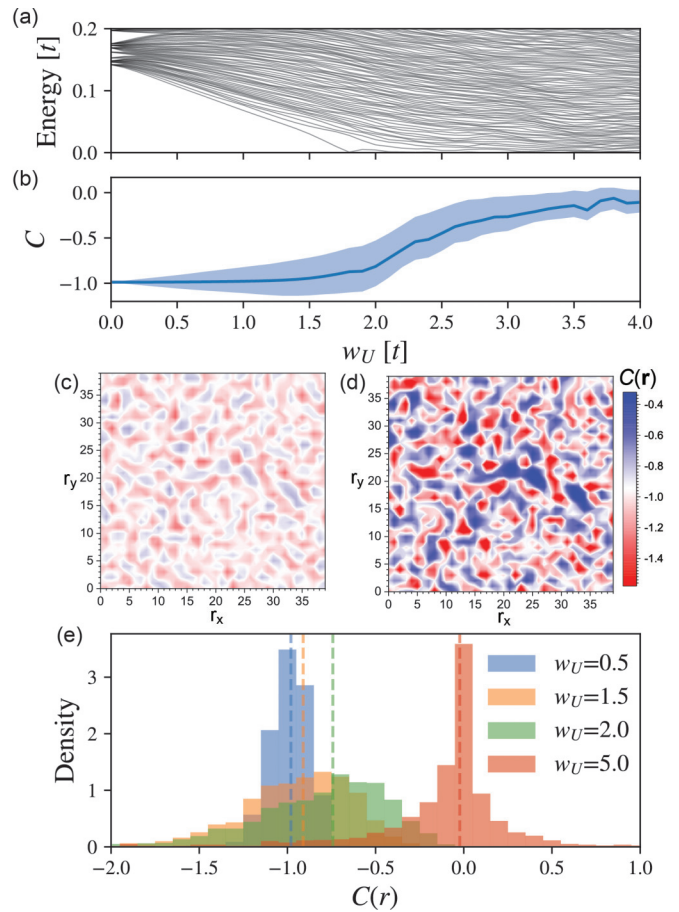 (a)
0.2
0.1
0.0
Energy [t]
(b)
0.0
−0.5
−1.0
C
0.0 0.5 1.0 1.5 2.0 2.5 3.0 3.5 4.0
w_U [t]
(c)
35
30
25
20
15
10
5
0
r_y
0 5 10 15 20 25 30 35
r_x
(d)
35
30
25
20
15
10
5
0
r_y
0 5 10 15 20 25 30 35
r_x
C(r)
-0.4
-0.6
-0.8
-1.0
-1.2
-1.4
(e)
3
2
1
0
Density
w_U=0.5
w_U=1.5
w_U=2.0
w_U=5.0
−2.0 −1.5 −1.0 −0.5 0.0 0.5 1.0
C(r)